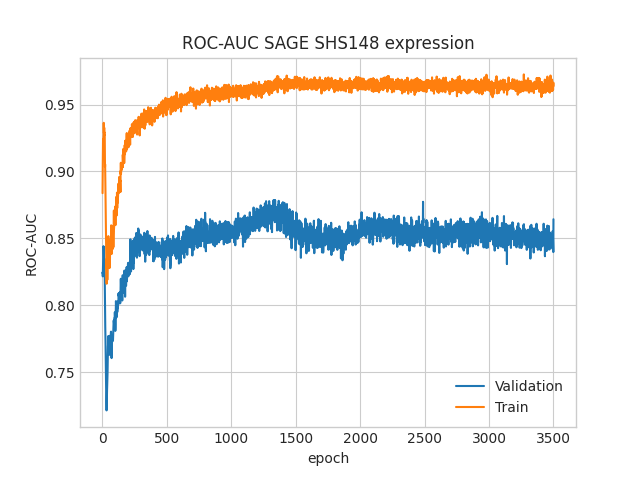 ROC-AUC SAGE SHS148 expression
ROC-AUC
0.95
0.90
0.85
0.80
0.75
Validation
Train
0 500 1000 1500 2000 2500 3000 3500
epoch